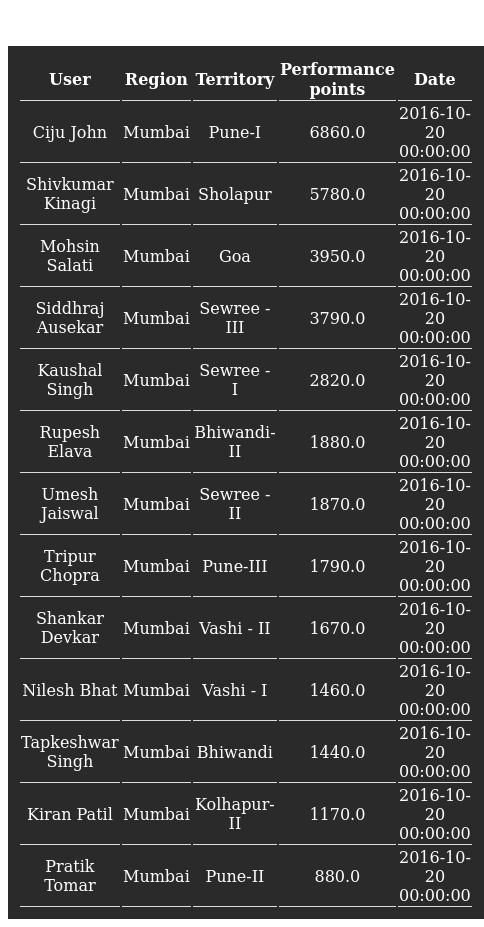 User Region Territory Performance points Date
Ciju John Mumbai Pune-I 6860.0 2016-10-20 00:00:00
Shivkumar Kinagi Mumbai Sholapur 5780.0 2016-10-20 00:00:00
Mohsin Salati Mumbai Goa 3950.0 2016-10-20 00:00:00
Siddhraj Ausekar Mumbai Sewree - III 3790.0 2016-10-20 00:00:00
Kaushal Singh Mumbai Sewree - I 2820.0 2016-10-20 00:00:00
Rupesh Elava Mumbai Bhiwandi-II 1880.0 2016-10-20 00:00:00
Umesh Jaiswal Mumbai Sewree - II 1870.0 2016-10-20 00:00:00
Tripur Chopra Mumbai Pune-III 1790.0 2016-10-20 00:00:00
Shankar Devkar Mumbai Vashi - II 1670.0 2016-10-20 00:00:00
Nilesh Bhat Mumbai Vashi - I 1460.0 2016-10-20 00:00:00
Tapkeshwar Singh Mumbai Bhiwandi 1440.0 2016-10-20 00:00:00
Kiran Patil Mumbai Kolhapur-II 1170.0 2016-10-20 00:00:00
Pratik Tomar Mumbai Pune-II 880.0 2016-10-20 00:00:00